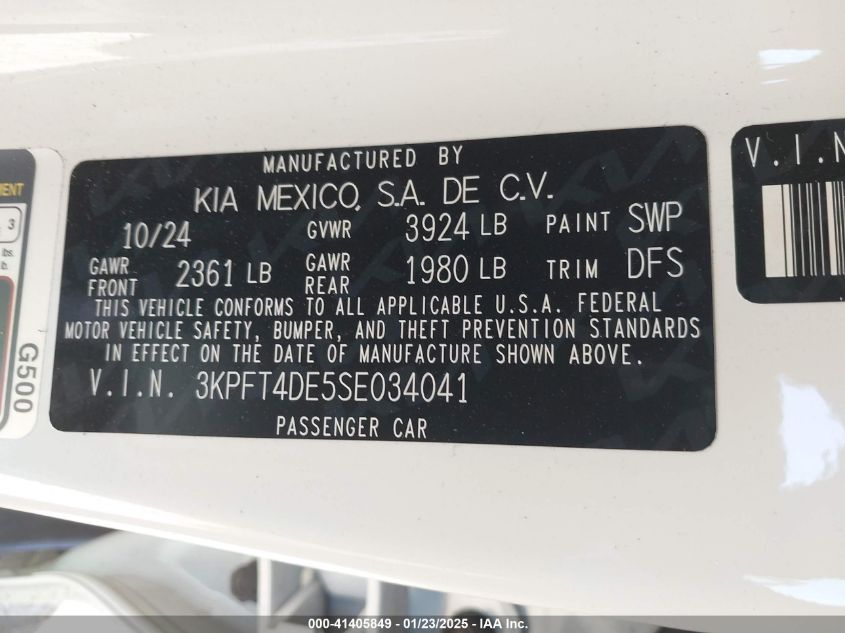 MANUFACTURED BY
KIA MEXICO, S.A. DE C.V.
10/24 GVWR 3924 LB PAINT SWP
GAWR FRONT 2361 LB GAWR REAR 1980 LB TRIM DFS
THIS VEHICLE CONFORMS TO ALL APPLICABLE U.S.A. FEDERAL
MOTOR VEHICLE SAFETY, BUMPER, AND THEFT PREVENTION STANDARDS
IN EFFECT ON THE DATE OF MANUFACTURE SHOWN ABOVE.
V.I.N. 3KPFT4DE5SE034041
PASSENGER CAR
V.I.N
3
lbs.
G500
000-41405849 - 01/23/2025 - IAA Inc.